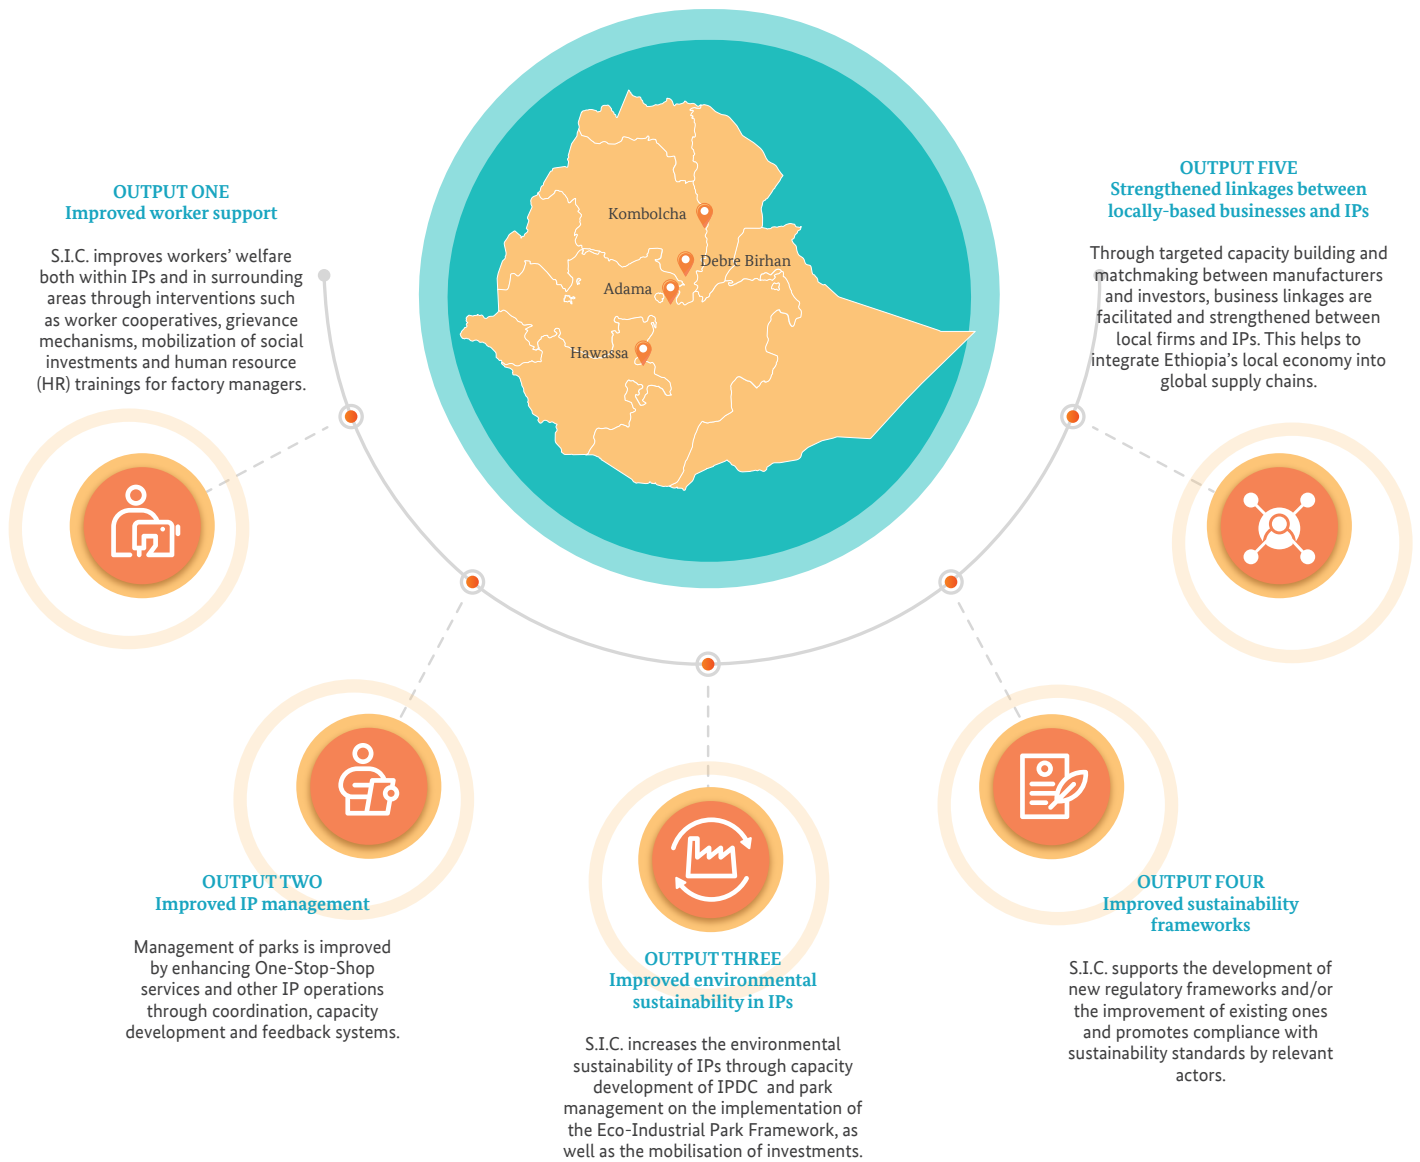 OUTPUT ONE
Improved worker support
S.I.C. improves workers’ welfare
both within IPs and in surrounding
areas through interventions such
as worker cooperatives, grievance
mechanisms, mobilization of social
investments and human resource
(HR) trainings for factory managers.
Kombolcha
Debre Birhan
Adama
Hawassa
OUTPUT FIVE
Strengthened linkages between
locally-based businesses and IPs
Through targeted capacity building and
matchmaking between manufacturers
and investors, business linkages are
facilitated and strengthened between
local firms and IPs. This helps to
integrate Ethiopia’s local economy into
global supply chains.
OUTPUT TWO
Improved IP management
Management of parks is improved
by enhancing One-Stop-Shop
services and other IP operations
through coordination, capacity
development and feedback systems.
OUTPUT THREE
Improved environmental
sustainability in IPs
S.I.C. increases the environmental
sustainability of IPs through capacity
development of IPDC and park
management on the implementation of
the Eco-Industrial Park Framework, as
well as the mobilisation of investments.
OUTPUT FOUR
Improved sustainability
frameworks
S.I.C. supports the development of
new regulatory frameworks and/or
the improvement of existing ones
and promotes compliance with
sustainability standards by relevant
actors.